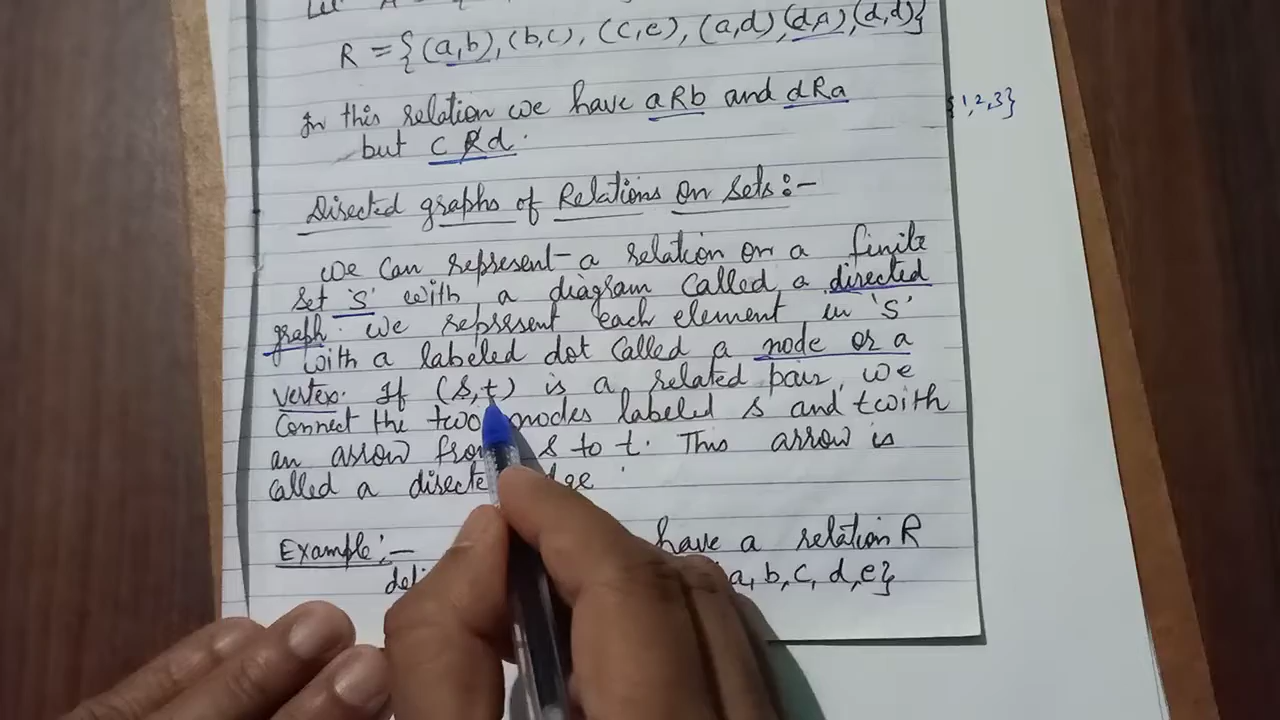 Let A =
R = {(a,b), (b,c), (c,e), (a,d), (d,a), (d,d)}
In this relation we have aRb and dRa
{1,2,3}
but c R̸ d.
Directed graphs of Relations on Sets:-
We can represent a relation on a finite
set 'S' with a diagram called a directed
graph. We represent each element in 'S'
with a labeled dot called a node or a
vertex. If (s,t) is a related pair, we
connect the two nodes labeled s and t with
an arrow from s to t. This arrow is
called a directed
Example:- have a relation R
a, b, c, d, e}